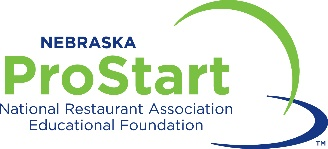 NEBRASKA
ProStart
National Restaurant Association
Educational Foundation
TM